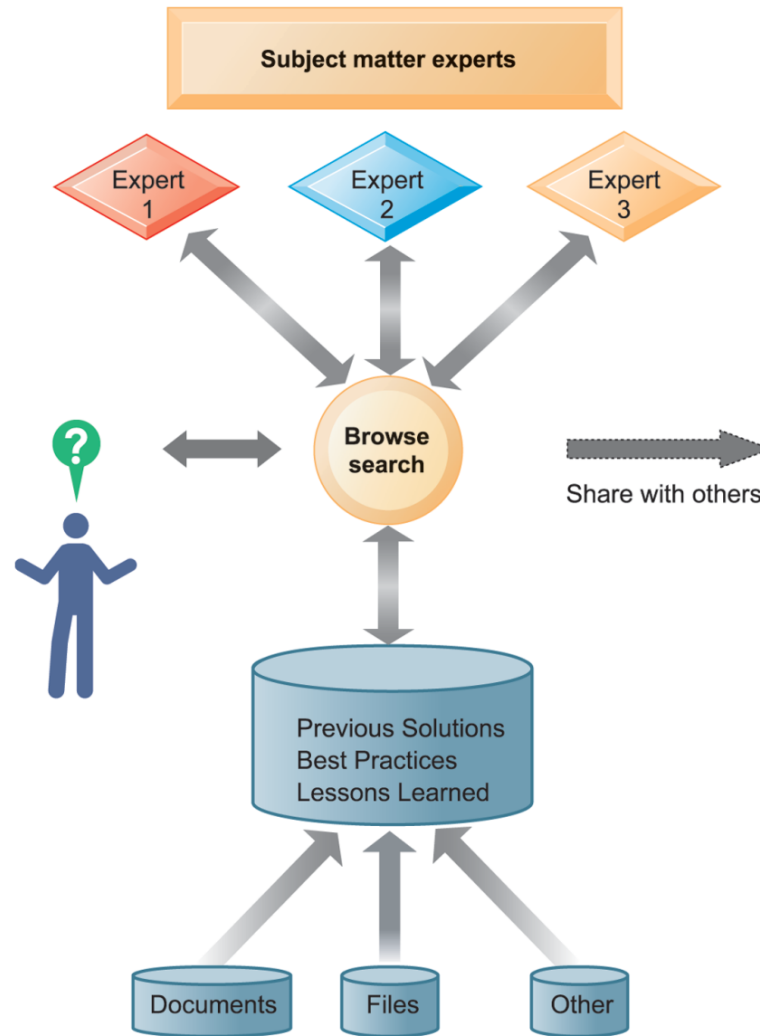 Subject matter experts
Expert
1
Expert
2
Expert
3
?
Browse
search
Share with others
Previous Solutions
Best Practices
Lessons Learned
Documents
Files
Other